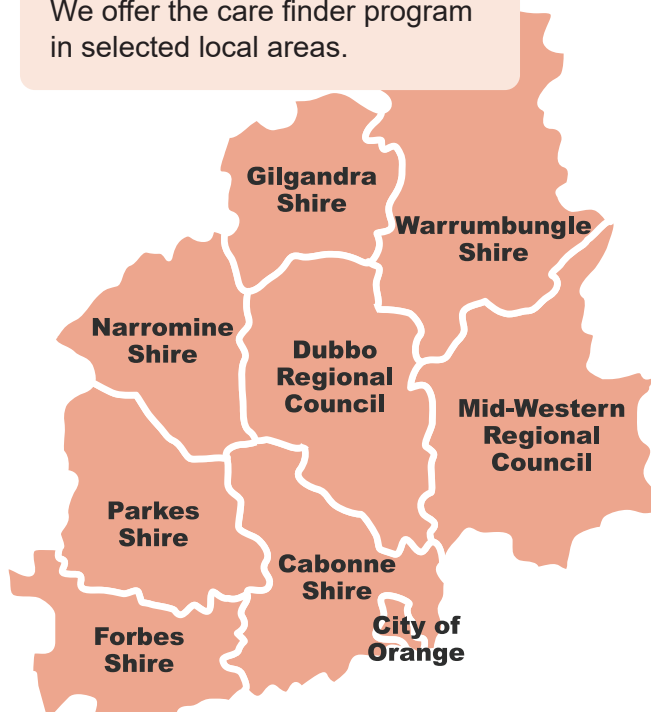 We offer the care finder program
in selected local areas.
Gilgandra
Shire
Warrumbungle
Shire
Narromine
Shire
Dubbo
Regional
Council
Mid-Western
Regional
Council
Parkes
Shire
Cabonne
Shire
City of
Orange
Forbes
Shire